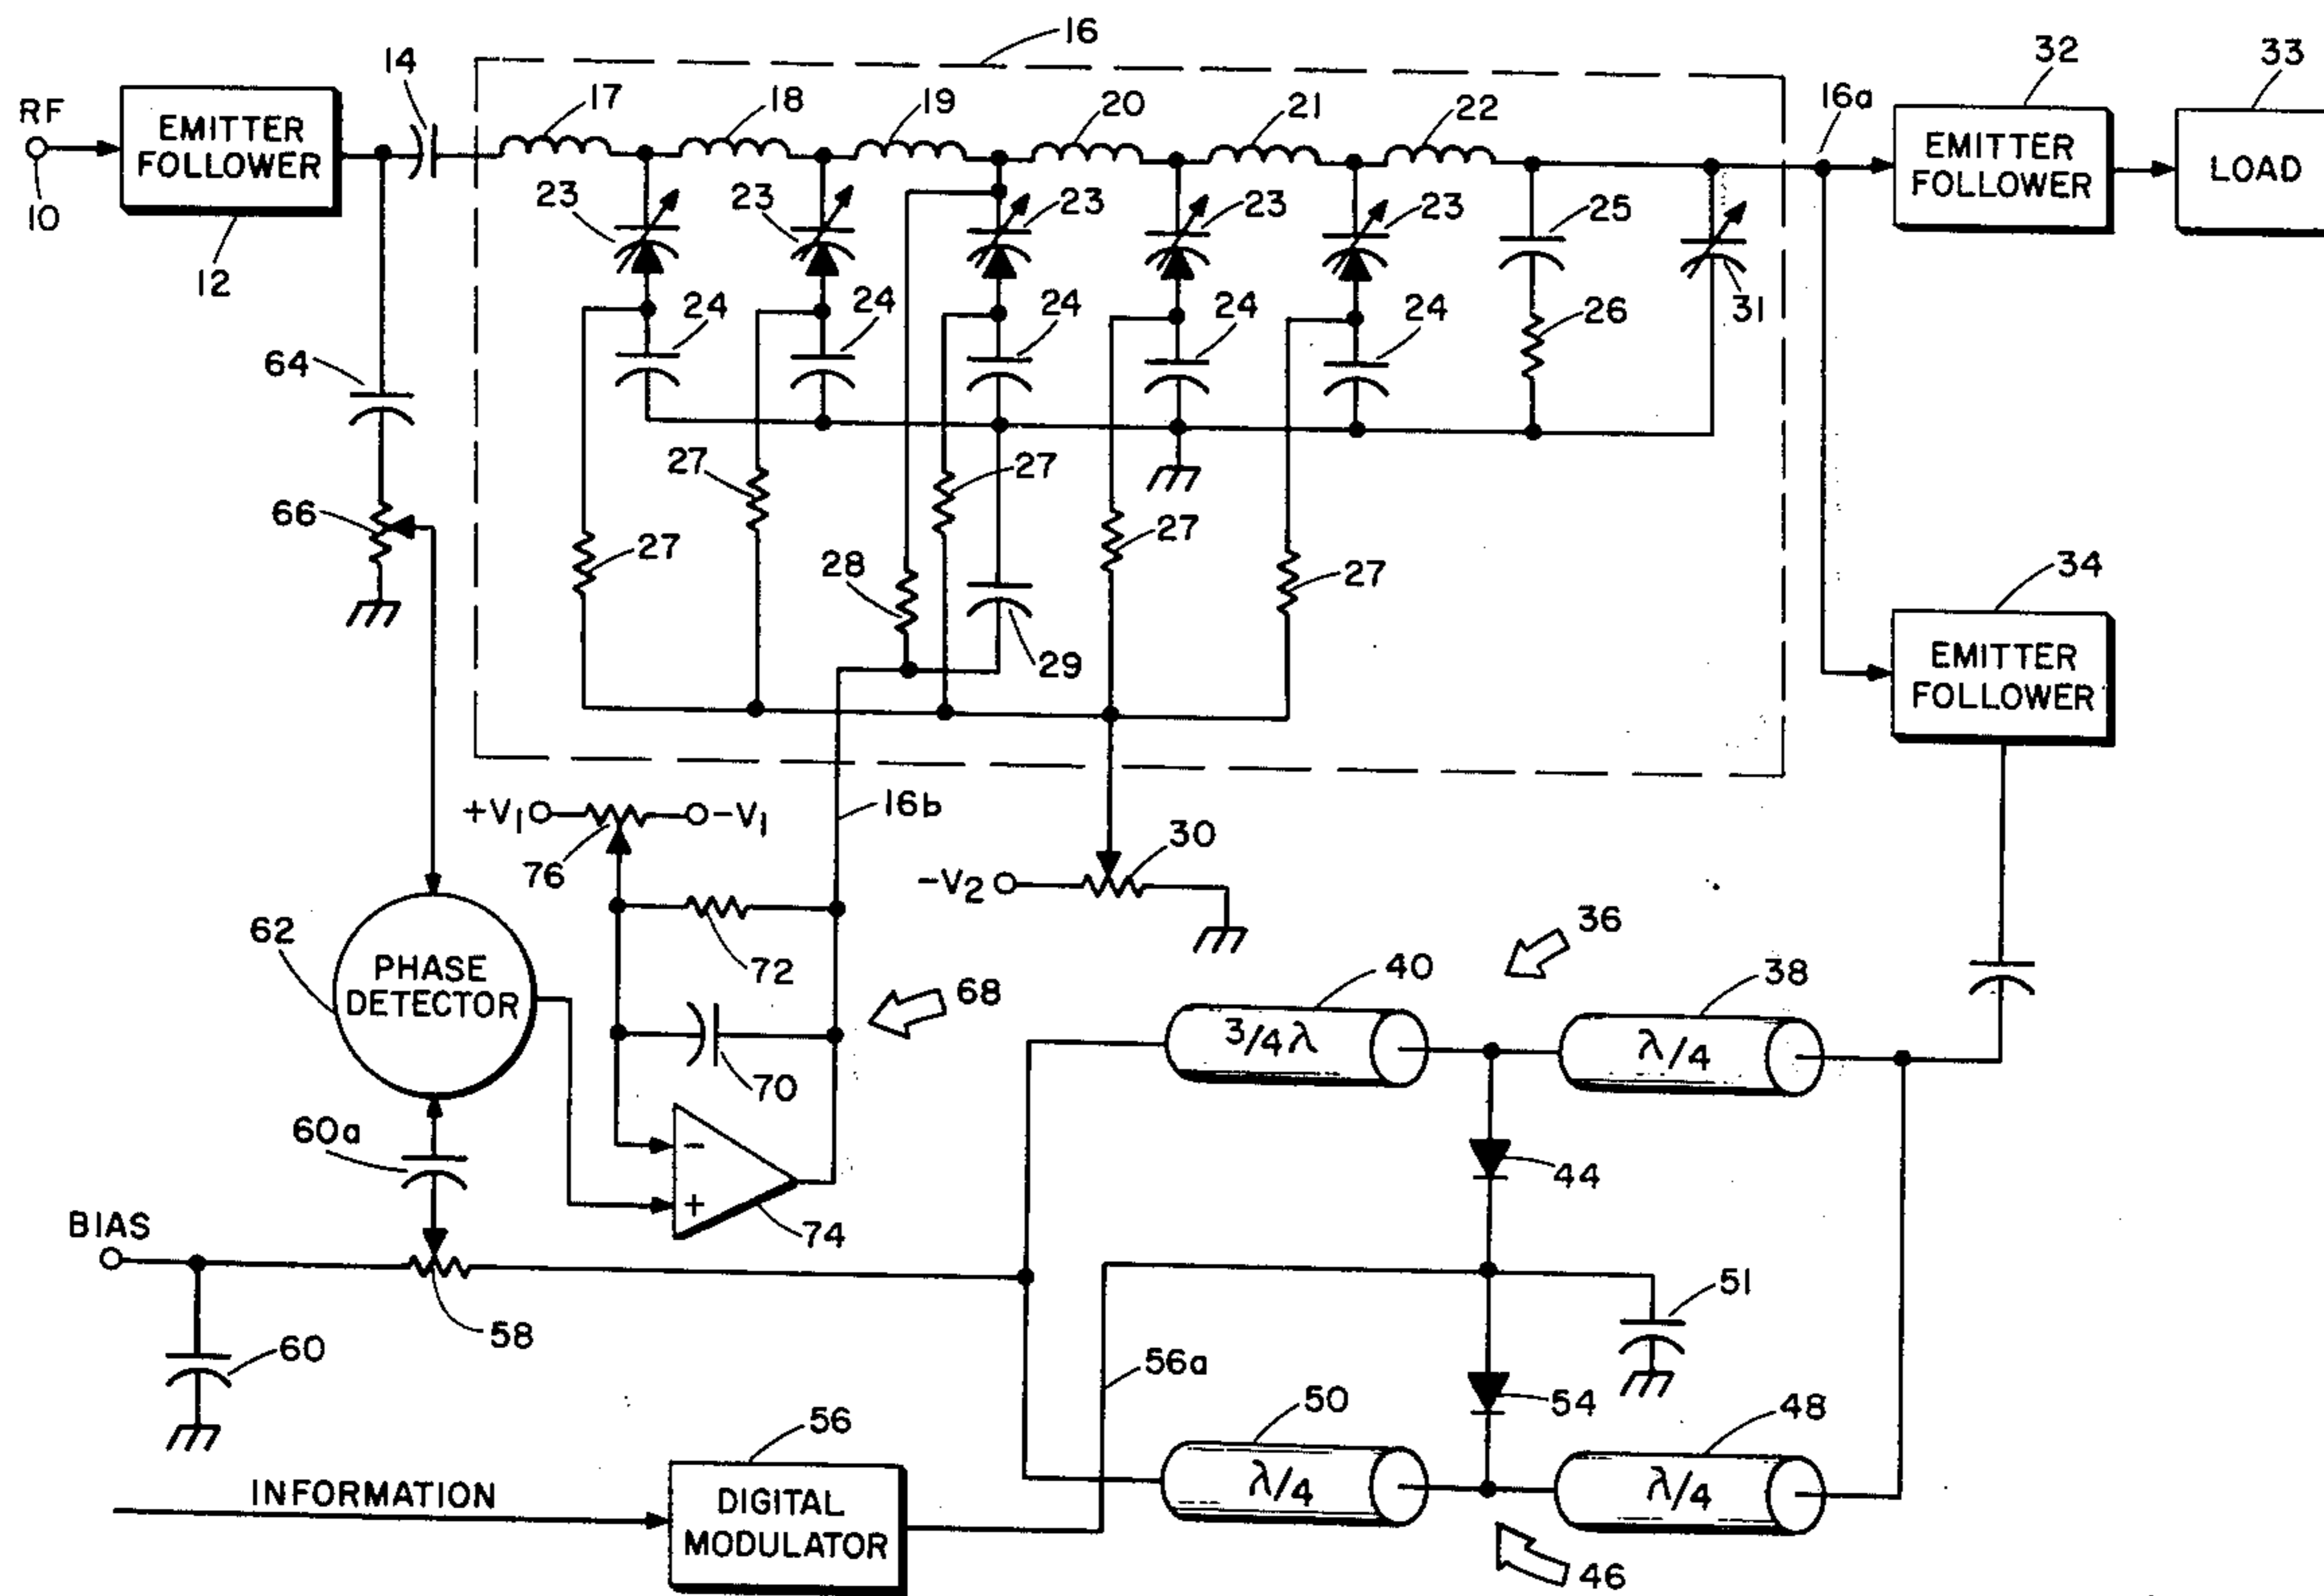 16
14
32
33
RF
EMITTER
FOLLOWER
17
18
19
20
21
22
16a
EMITTER
FOLLOWER
LOAD
10
12
23
23
23
23
23
25
31
24
24
24
24
24
26
64
66
27
27
27
27
27
28
29
34
EMITTER
FOLLOWER
+V1
-V1
76
16b
30
-V2
62
PHASE
DETECTOR
72
68
36
40
38
3/4λ
λ/4
70
60a
-
+
74
44
BIAS
58
60
51
56a
54
50
48
λ/4
λ/4
56
INFORMATION
DIGITAL
MODULATOR
46